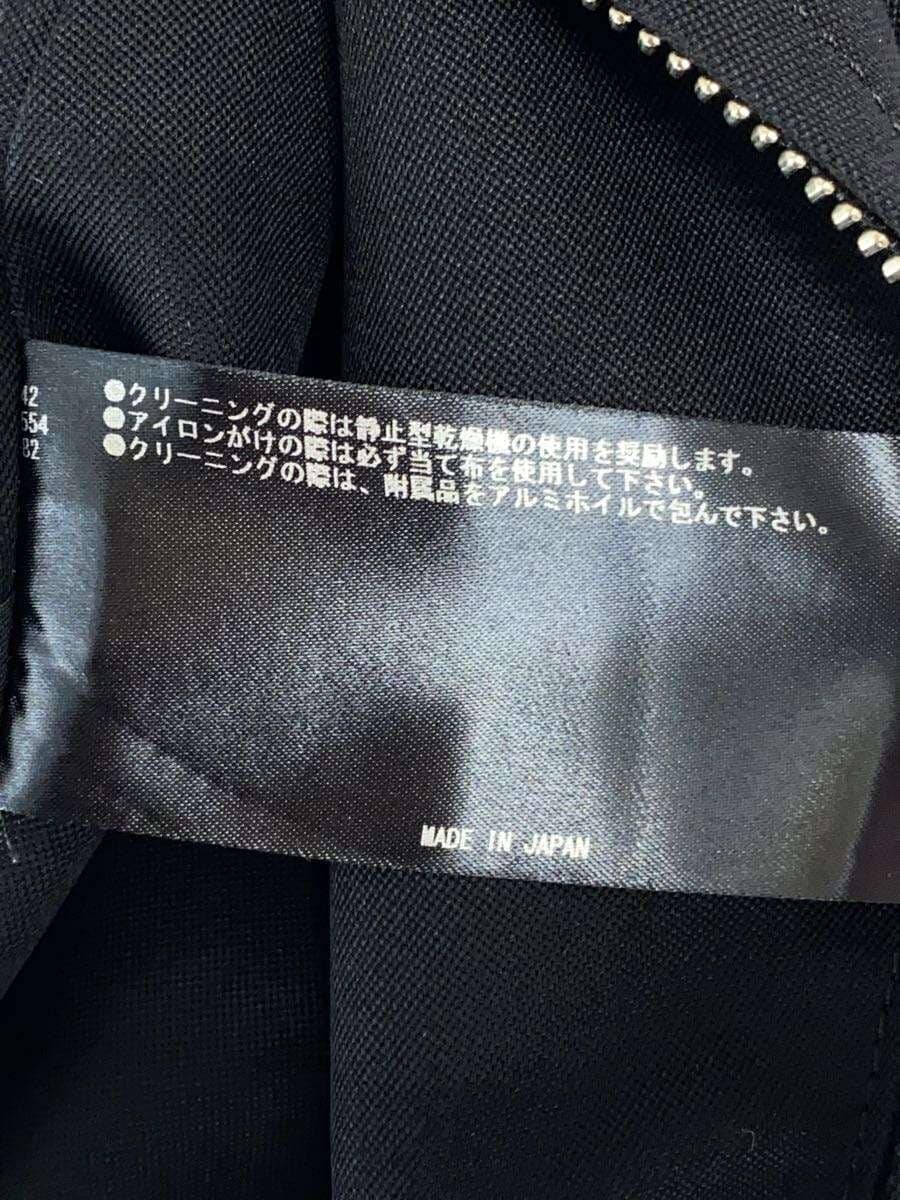 42
●クリーニングの際は静止型乾燥機の使用を奨励します。
554
●アイロンがけの際は必ず当て布を使用して下さい。
82
●クリーニングの際は、附属品をアルミホイルで包んで下さい。
MADE IN JAPAN